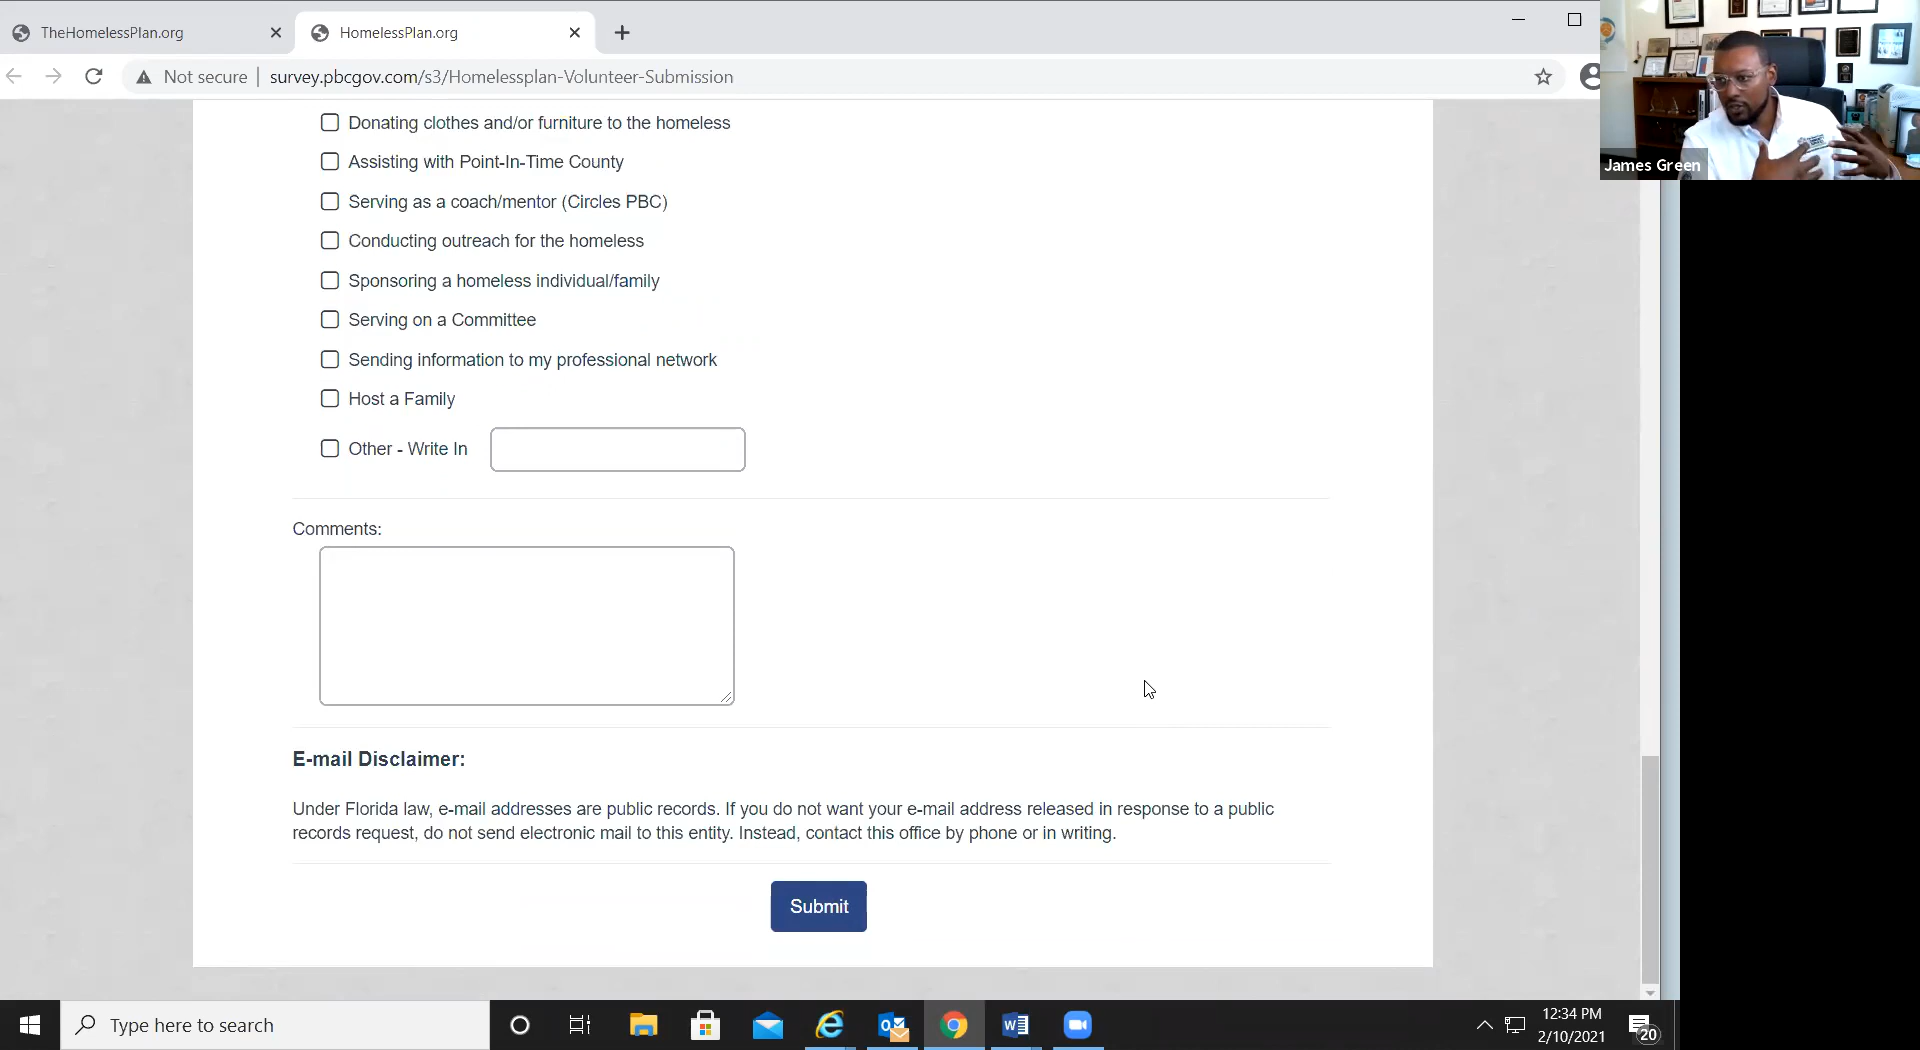 TheHomelessPlan.org
HomelessPlan.org
Not secure
survey.pbcgov.com/s3/Homelessplan-Volunteer-Submission
James Green
Donating clothes and/or furniture to the homeless
Assisting with Point-In-Time County
Serving as a coach/mentor (Circles PBC)
Conducting outreach for the homeless
Sponsoring a homeless individual/family
Serving on a Committee
Sending information to my professional network
Host a Family
Other - Write In
Comments:
E-mail Disclaimer:
Under Florida law, e-mail addresses are public records. If you do not want your e-mail address released in response to a public
records request, do not send electronic mail to this entity. Instead, contact this office by phone or in writing.
Submit
Type here to search
12:34 PM
2/10/2021
20